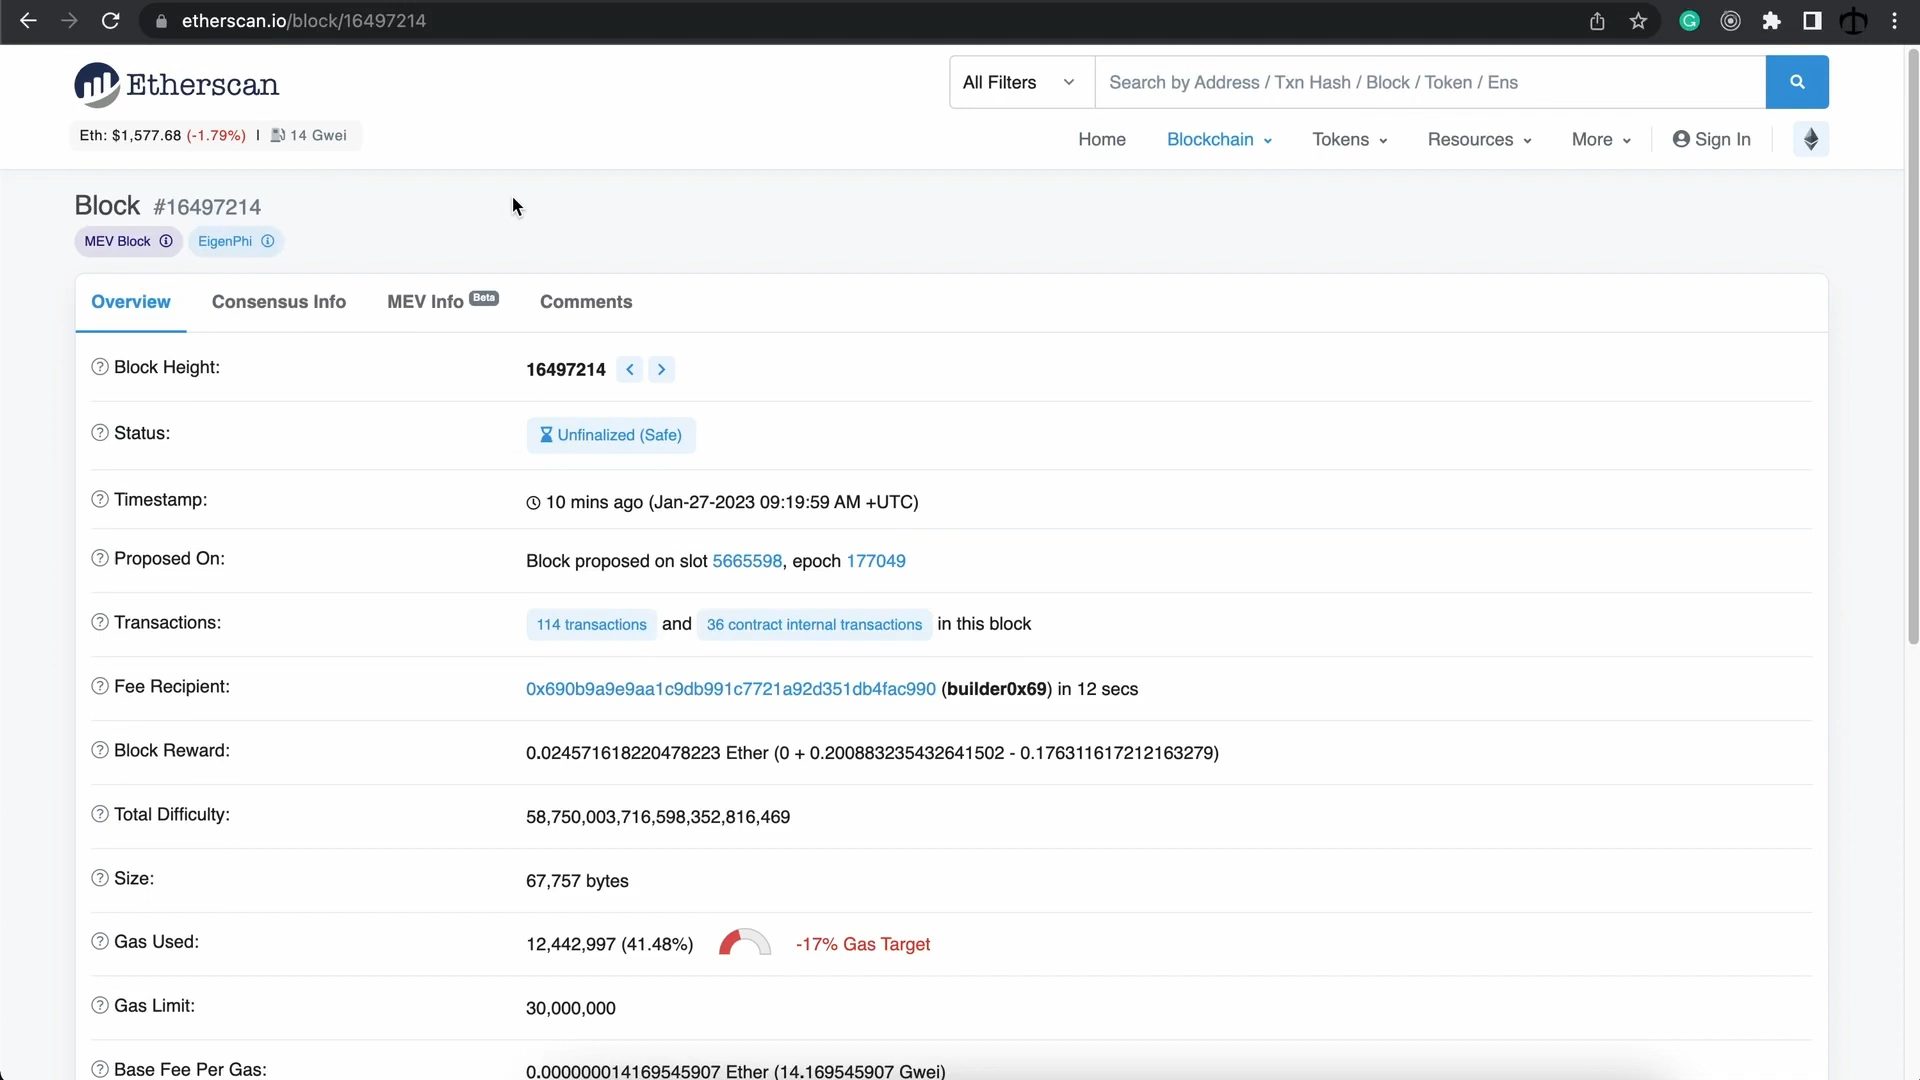 etherscan.io/block/16497214
Etherscan
All Filters
Search by Address / Txn Hash / Block / Token / Ens
Eth: $1,577.68 (-1.79%) | 14 Gwei
Home Blockchain Tokens Resources More Sign In
Block #16497214
MEV Block EigenPhi
Overview Consensus Info MEV Info Beta Comments
Block Height: 16497214
Status: Unfinalized (Safe)
Timestamp: 10 mins ago (Jan-27-2023 09:19:59 AM +UTC)
Proposed On: Block proposed on slot 5665598, epoch 177049
Transactions: 114 transactions and 36 contract internal transactions in this block
Fee Recipient: 0x690b9a9e9aa1c9db991c7721a92d351db4fac990 (builder0x69) in 12 secs
Block Reward: 0.024571618220478223 Ether (0 + 0.200883235432641502 - 0.176311617212163279)
Total Difficulty: 58,750,003,716,598,352,816,469
Size: 67,757 bytes
Gas Used: 12,442,997 (41.48%) -17% Gas Target
Gas Limit: 30,000,000
Base Fee Per Gas: 0.000000014169545907 Ether (14.169545907 Gwei)